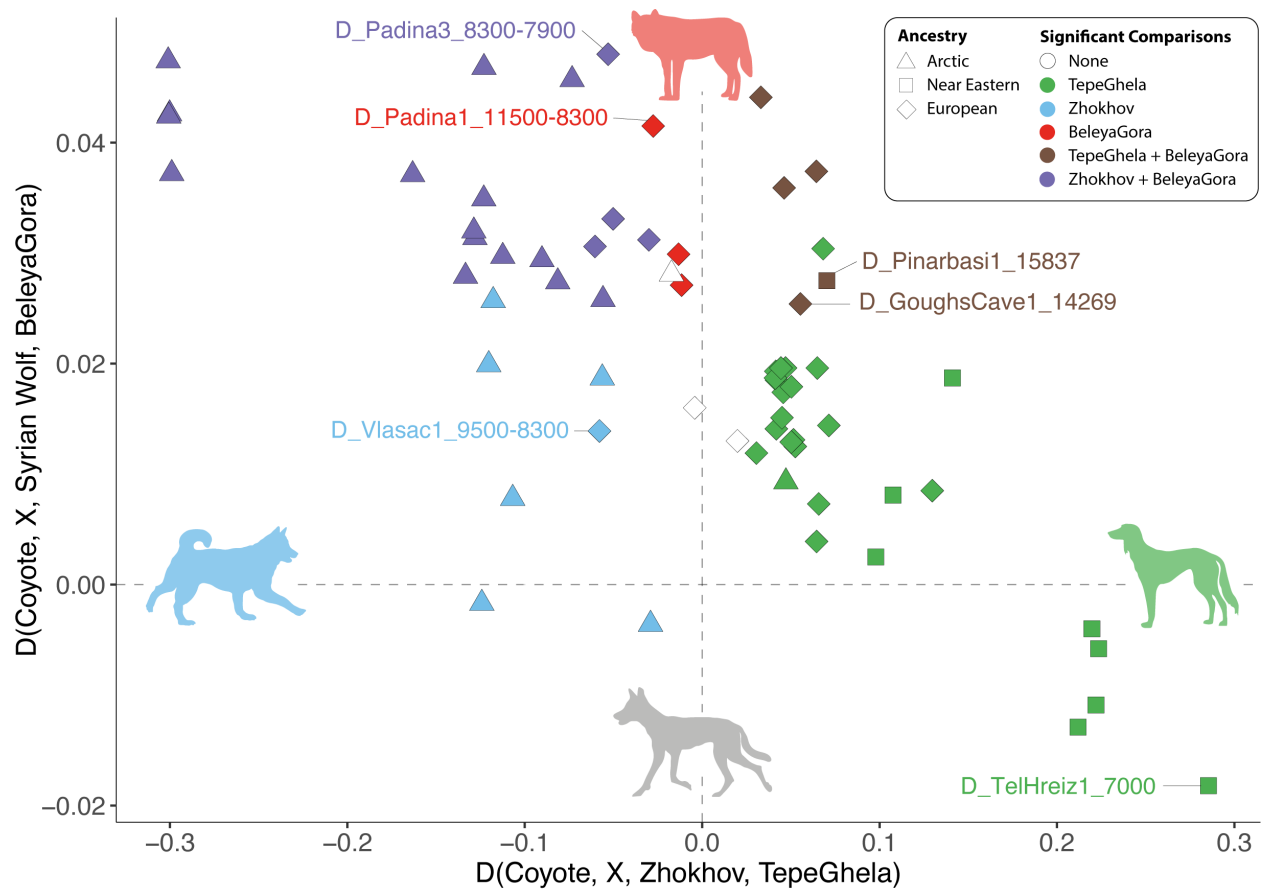 D_Padina3_8300-7900
D_Padina1_11500-8300
Ancestry
Arctic
Near Eastern
European
Significant Comparisons
None
TepeGhela
Zhokhov
BeleyaGora
TepeGhela + BeleyaGora
Zhokhov + BeleyaGora
D_Pinarbasi1_15837
D_GoughsCave1_14269
D_Vlasac1_9500-8300
D_TelHreiz1_7000
D(Coyote, X, Syrian Wolf, BeleyaGora)
0.04
0.02
0.00
−0.02
−0.3
−0.2
−0.1
0.0
0.1
0.2
0.3
D(Coyote, X, Zhokhov, TepeGhela)